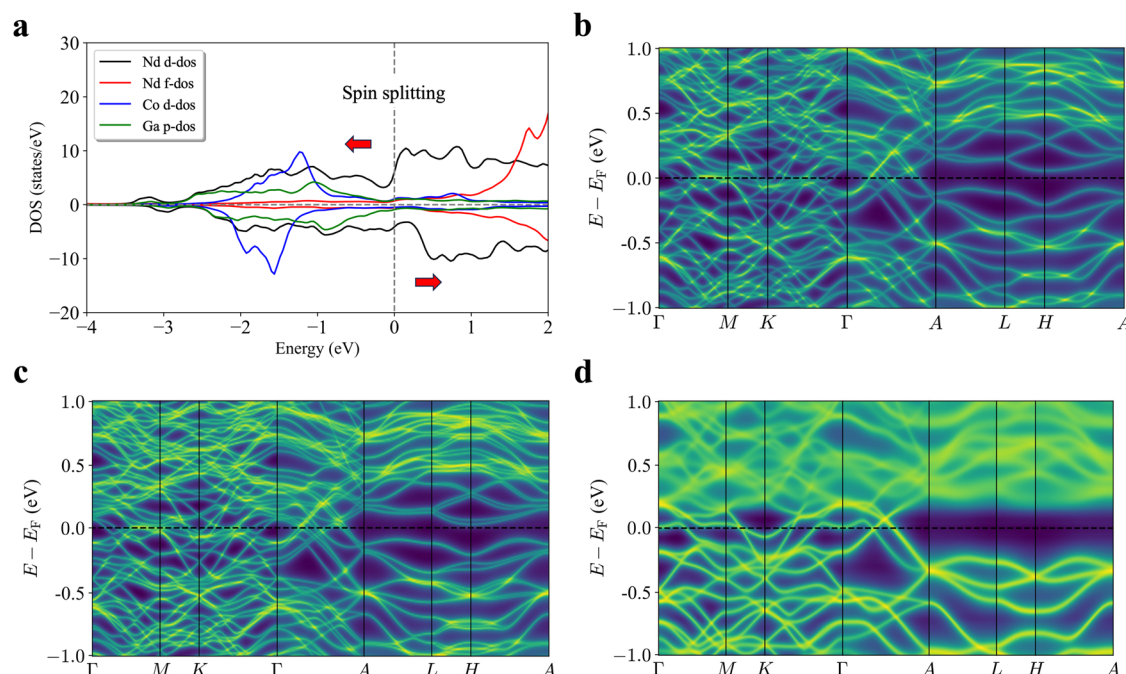 a
30
20
10
0
−10
−20
−4
−3
−2
−1
0
1
2
DOS (states/eV)
Energy (eV)
Nd d-dos
Nd f-dos
Co d-dos
Ga p-dos
Spin splitting
b
1.0
0.5
0.0
-0.5
−1.0
E − E_F (eV)
Γ M K Γ A L H A
c
1.0
0.5
0.0
-0.5
−1.0
E − E_F (eV)
Γ M K Γ A L H A
d
1.0
0.5
0.0
-0.5
−1.0
E − E_F (eV)
Γ M K Γ A L H A